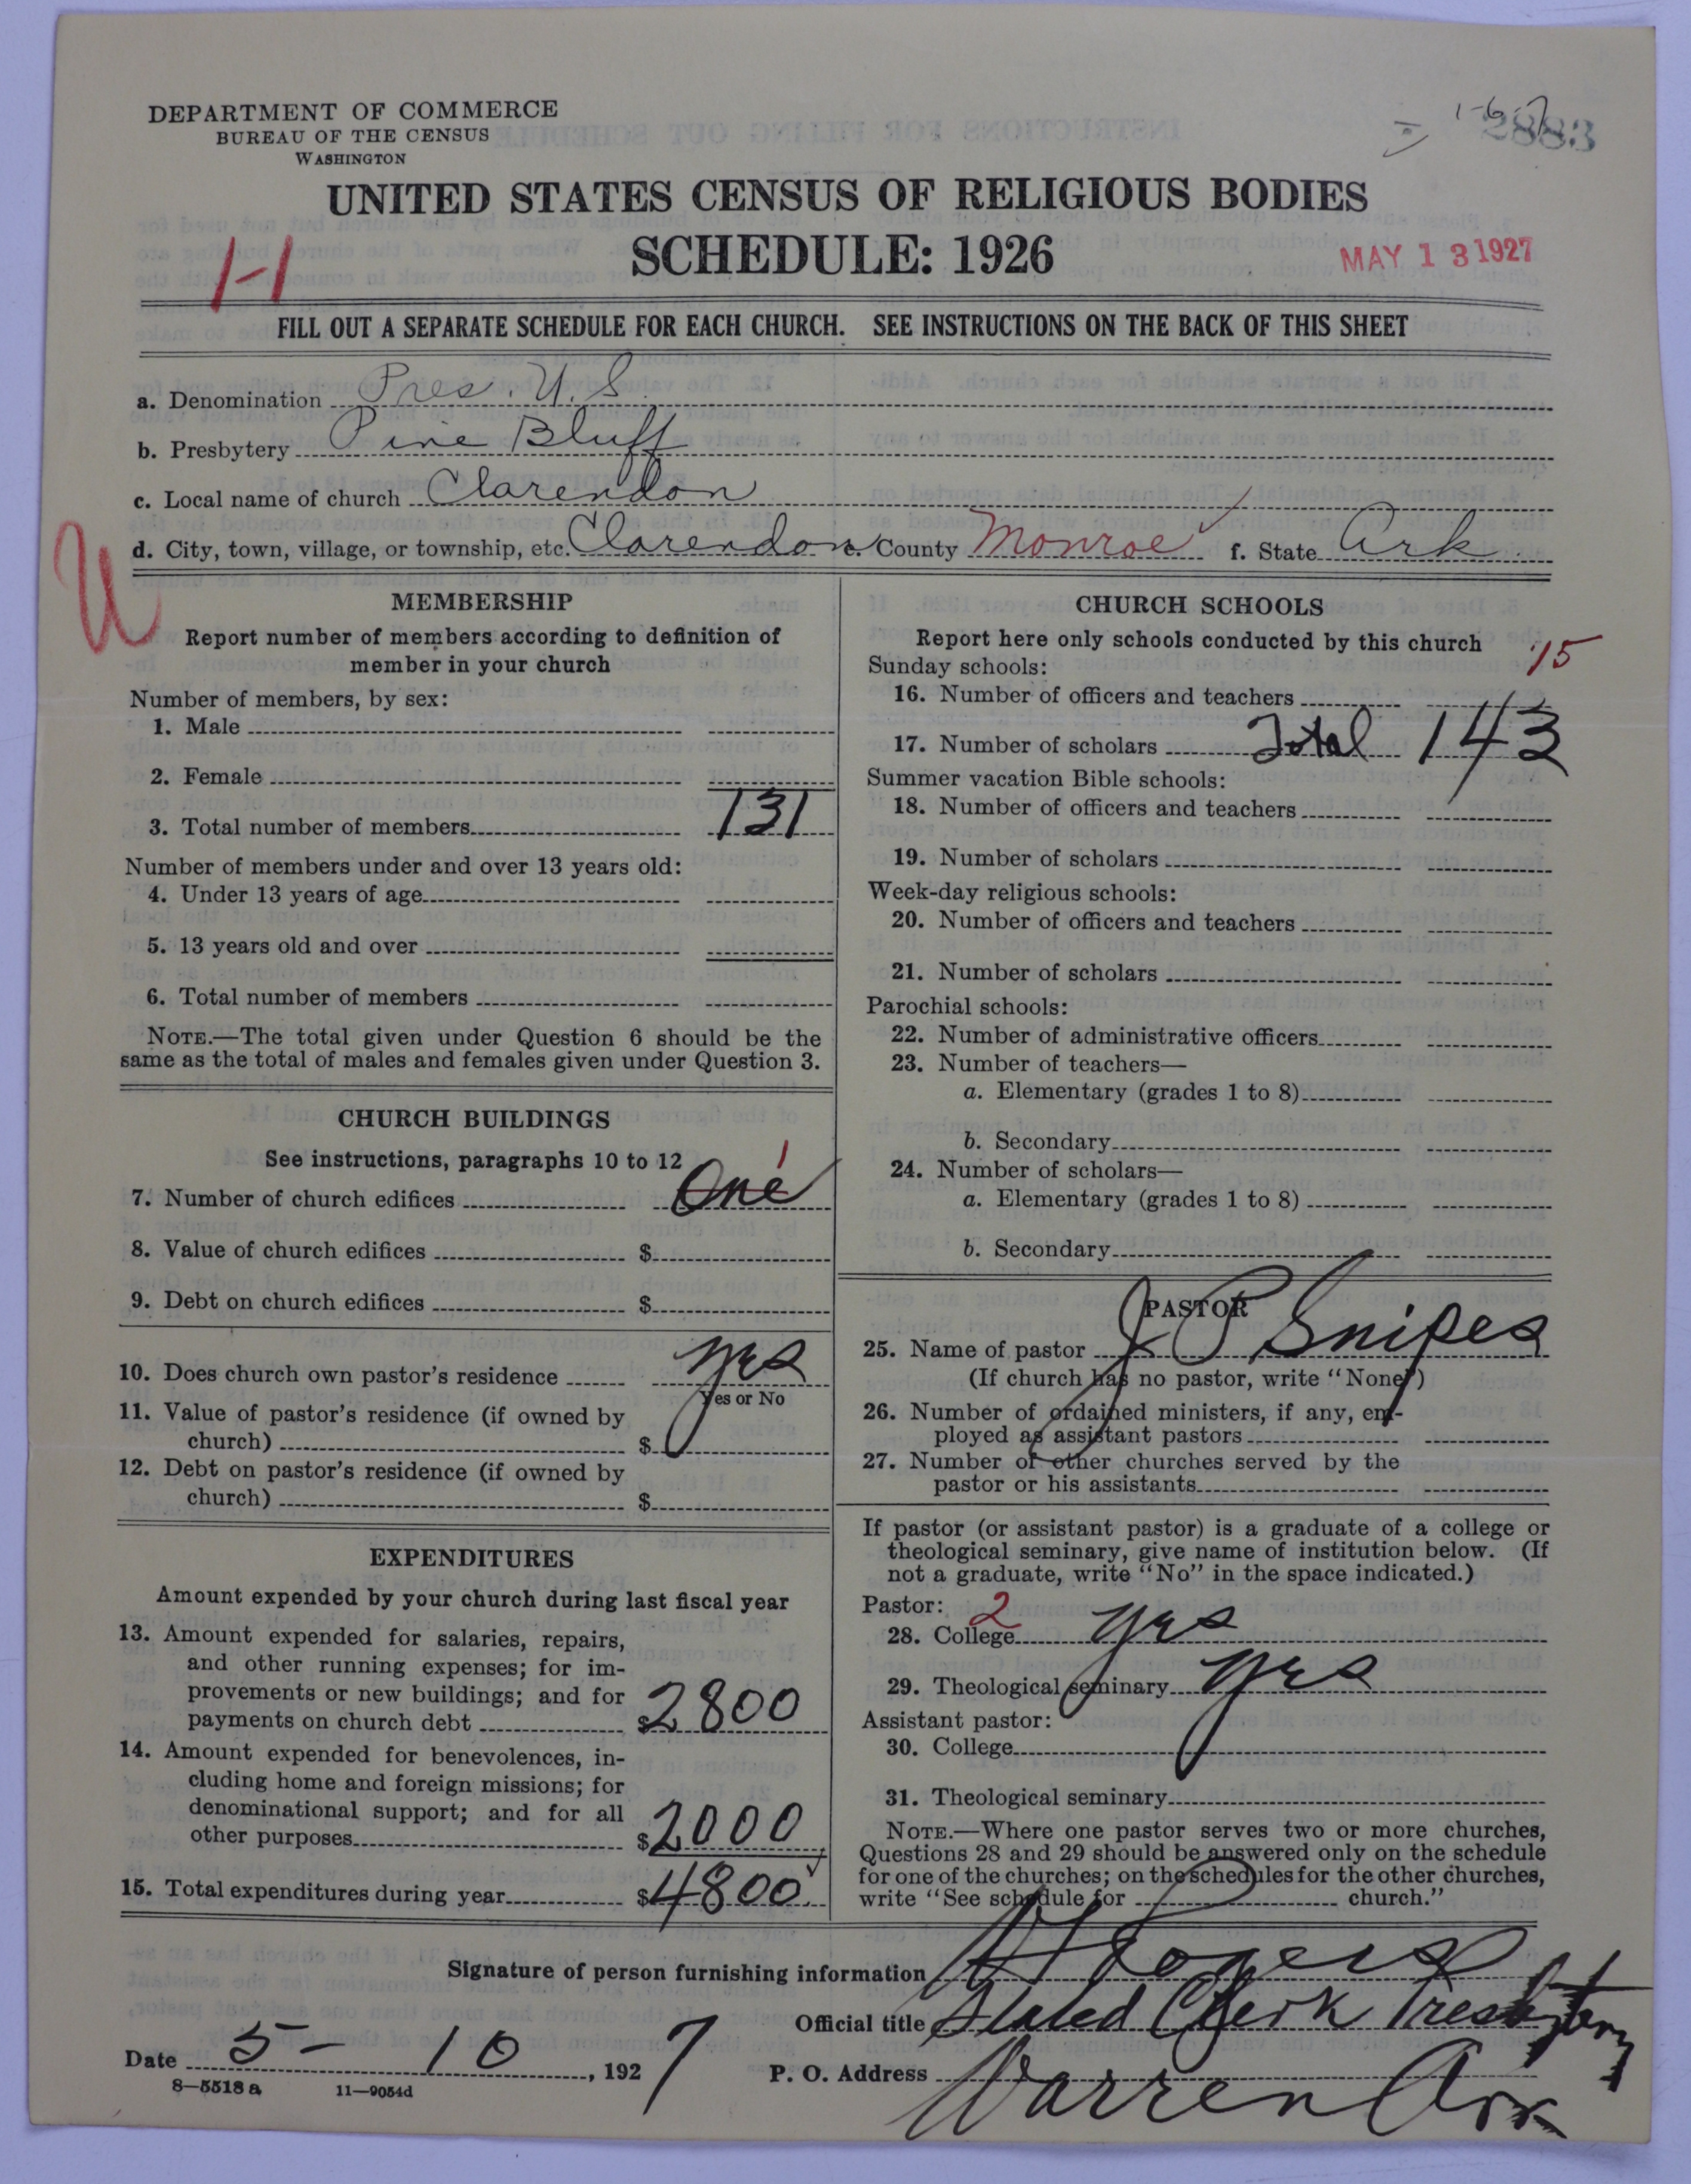 DEPARTMENT OF COMMERCE
BUREAU OF THE CENSUS
WASHINGTON
2883
UNITED STATES CENSUS OF RELIGIOUS BODIES
SCHEDULE: 1926
1-1
MAY 13 1927
FILL OUT A SEPARATE SCHEDULE FOR EACH CHURCH. SEE INSTRUCTIONS ON THE BACK OF THIS SHEET
a. Denomination Pres. U.S.
b. Presbytery Pine Bluff
c. Local name of church Clarendon
d. City, town, village, or township, etc. Clarendon e. County Monroe f. State Ark
U
MEMBERSHIP
Report number of members according to definition of
member in your church
Number of members, by sex:
1. Male
2. Female
3. Total number of members 131
Number of members under and over 13 years old:
4. Under 13 years of age
5. 13 years old and over
6. Total number of members
NOTE.—The total given under Question 6 should be the
same as the total of males and females given under Question 3.
CHURCH BUILDINGS
See instructions, paragraphs 10 to 12
7. Number of church edifices One 1
8. Value of church edifices $
9. Debt on church edifices $
10. Does church own pastor's residence yes
Yes or No
11. Value of pastor's residence (if owned by
church) $
12. Debt on pastor's residence (if owned by
church) $
EXPENDITURES
Amount expended by your church during last fiscal year
13. Amount expended for salaries, repairs,
and other running expenses; for im-
provements or new buildings; and for
payments on church debt $2800
14. Amount expended for benevolences, in-
cluding home and foreign missions; for
denominational support; and for all
other purposes $2000
15. Total expenditures during year $4800
CHURCH SCHOOLS
Report here only schools conducted by this church
Sunday schools:
16. Number of officers and teachers 15
17. Number of scholars Total 143
Summer vacation Bible schools:
18. Number of officers and teachers
19. Number of scholars
Week-day religious schools:
20. Number of officers and teachers
21. Number of scholars
Parochial schools:
22. Number of administrative officers
23. Number of teachers—
a. Elementary (grades 1 to 8)
b. Secondary
24. Number of scholars—
a. Elementary (grades 1 to 8)
b. Secondary
PASTOR
25. Name of pastor J P Snipes
(If church has no pastor, write "None")
26. Number of ordained ministers, if any, em-
ployed as assistant pastors
27. Number of other churches served by the
pastor or his assistants
If pastor (or assistant pastor) is a graduate of a college or
theological seminary, give name of institution below. (If
not a graduate, write "No" in the space indicated.)
Pastor: 2
28. College yes
29. Theological seminary yes
Assistant pastor:
30. College
31. Theological seminary
NOTE.—Where one pastor serves two or more churches,
Questions 28 and 29 should be answered only on the schedule
for one of the churches; on the schedules for the other churches,
write "See schedule for church."
Signature of person furnishing information Rogers
Official title Stated Clerk Presbytery
Date 5-10, 1927 P. O. Address Warren Ark
8—5518 a 11—9054d